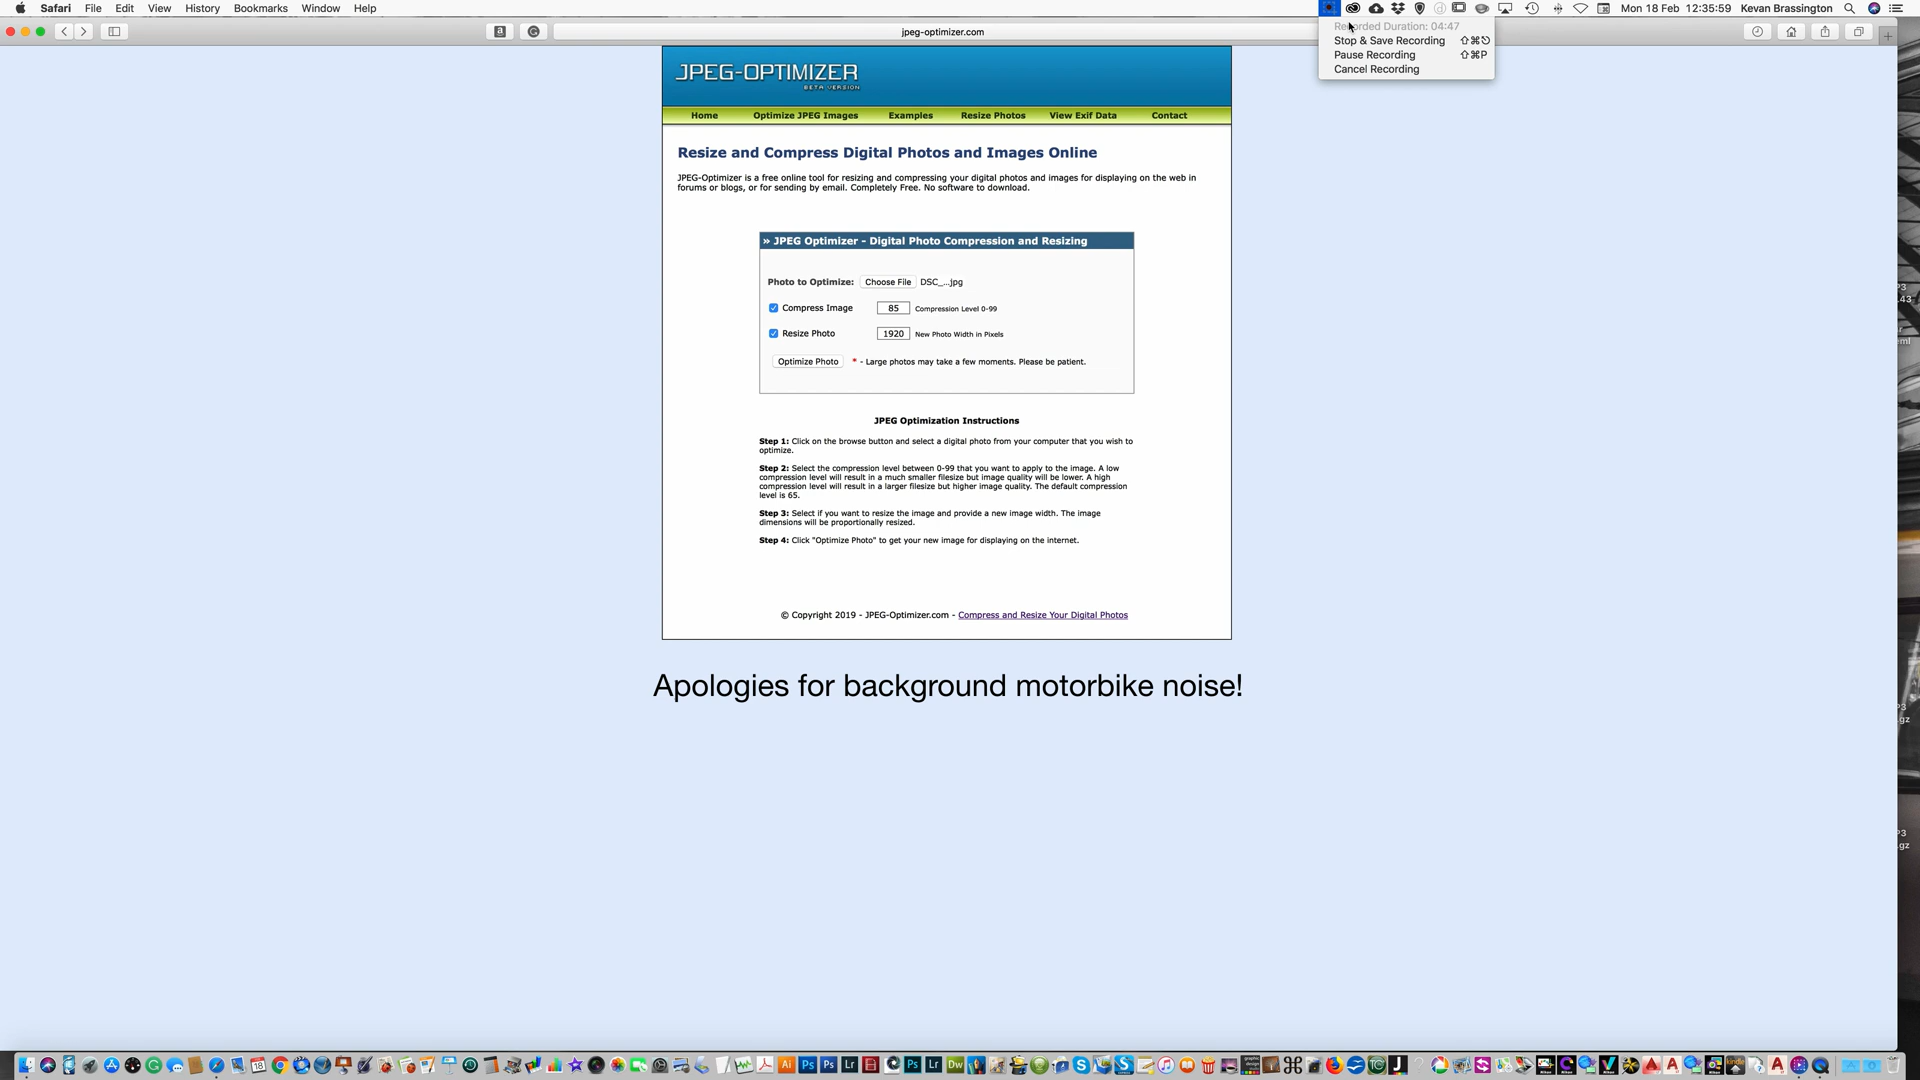 Safari File Edit View History Bookmarks Window Help
Mon 18 Feb 12:35:59 Kevan Brassington
Recorded Duration: 04:47
Stop & Save Recording ⇧⌘⎋
Pause Recording ⇧⌘P
Cancel Recording
jpeg-optimizer.com
JPEG-OPTIMIZER
BETA VERSION
Home Optimize JPEG Images Examples Resize Photos View Exif Data Contact
Resize and Compress Digital Photos and Images Online
JPEG-Optimizer is a free online tool for resizing and compressing your digital photos and images for displaying on the web in
forums or blogs, or for sending by email. Completely Free. No software to download.
» JPEG Optimizer - Digital Photo Compression and Resizing
Photo to Optimize: Choose File DSC_...jpg
Compress Image 85 Compression Level 0-99
Resize Photo 1920 New Photo Width in Pixels
Optimize Photo * - Large photos may take a few moments. Please be patient.
JPEG Optimization Instructions
Step 1: Click on the browse button and select a digital photo from your computer that you wish to
optimize.
Step 2: Select the compression level between 0-99 that you want to apply to the image. A low
compression level will result in a much smaller filesize but image quality will be lower. A high
compression level will result in a larger filesize but higher image quality. The default compression
level is 65.
Step 3: Select if you want to resize the image and provide a new image width. The image
dimensions will be proportionally resized.
Step 4: Click "Optimize Photo" to get your new image for displaying on the internet.
© Copyright 2019 - JPEG-Optimizer.com - Compress and Resize Your Digital Photos
Apologies for background motorbike noise!